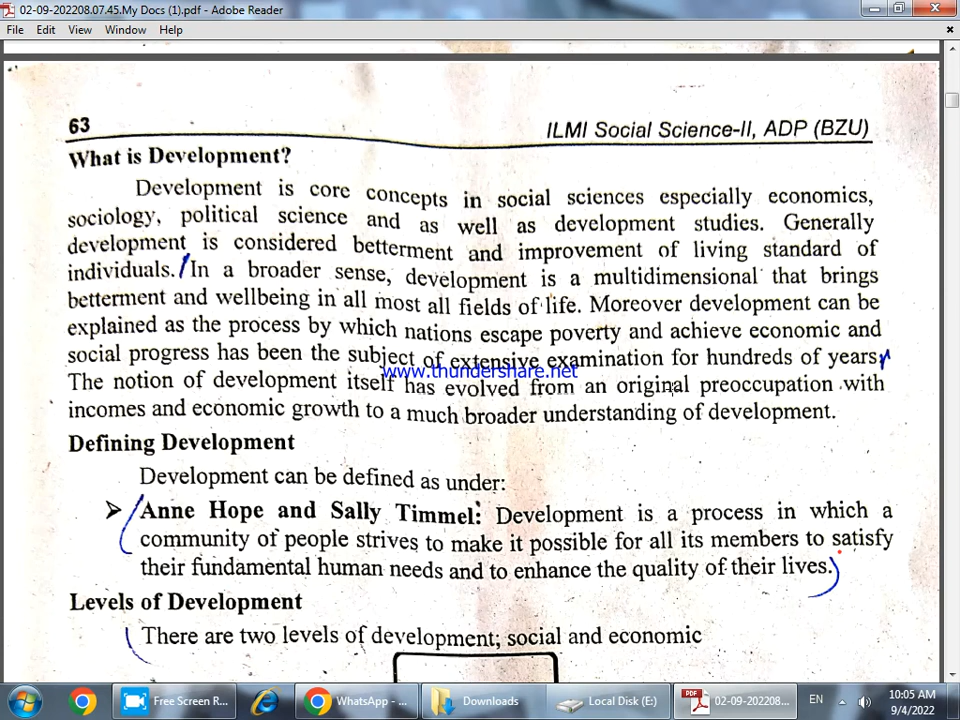 02-09-202208.07.45.My Docs (1).pdf - Adobe Reader
File Edit View Window Help
63
ILMI Social Science-II, ADP (BZU)
What is Development?
Development is core concepts in social sciences especially economics,
sociology, political science and as well as development studies. Generally
development is considered betterment and improvement of living standard of
individuals. In a broader sense, development is a multidimensional that brings
betterment and wellbeing in all most all fields of life. Moreover development can be
explained as the process by which nations escape poverty and achieve economic and
social progress has been the subject of extensive examination for hundreds of years.
www.thundershare.net
The notion of development itself has evolved from an original preoccupation with
incomes and economic growth to a much broader understanding of development.
Defining Development
Development can be defined as under:
➤ Anne Hope and Sally Timmel: Development is a process in which a
community of people strives to make it possible for all its members to satisfy
their fundamental human needs and to enhance the quality of their lives.
Levels of Development
There are two levels of development; social and economic
Free Screen R... WhatsApp - ... Downloads Local Disk (E:) PDF 02-09-202208... EN 10:05 AM
9/4/2022